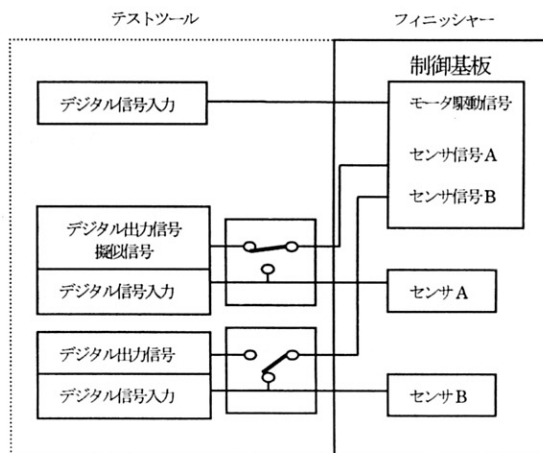 テストツール
フィニッシャー
制御基板
デジタル信号入力
モータ駆動信号
センサ信号A
センサ信号B
デジタル出力信号
擬似信号
デジタル信号入力
センサA
デジタル出力信号
デジタル信号入力
センサB